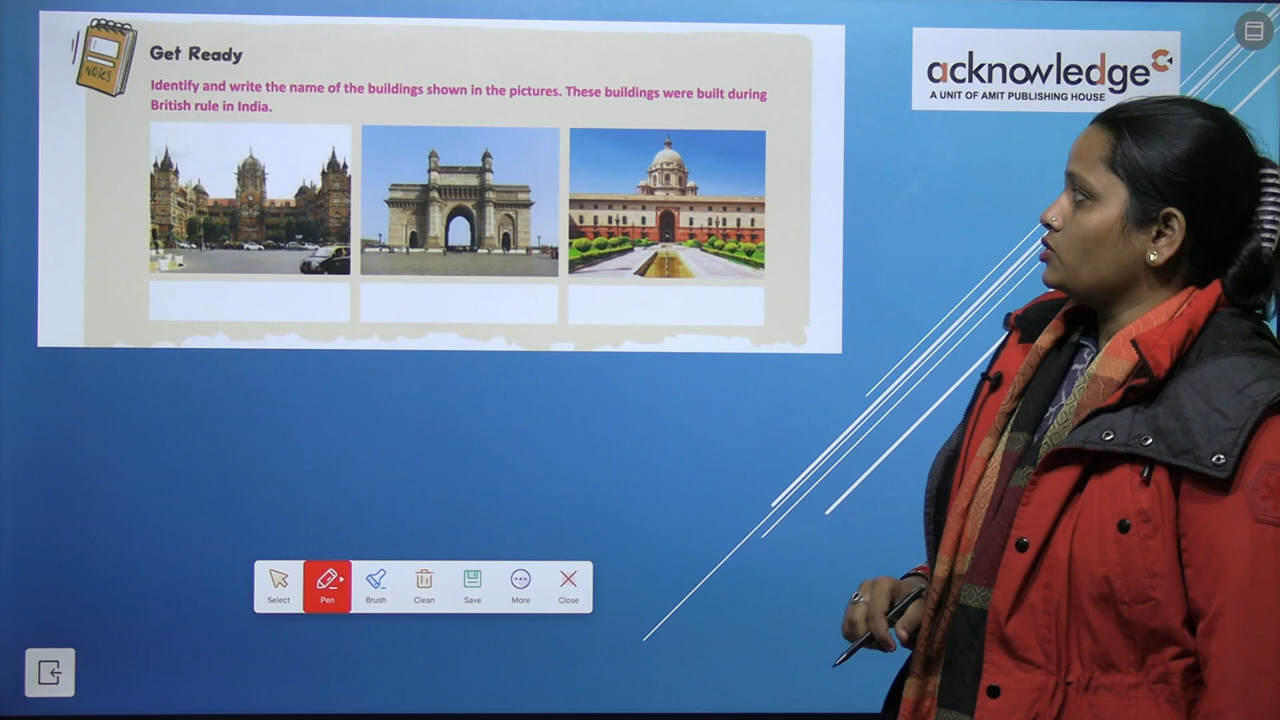 NOTES
Get Ready
Identify and write the name of the buildings shown in the pictures. These buildings were built during
British rule in India.
acknowledge
A UNIT OF AMIT PUBLISHING HOUSE
Select
Pen
Brush
Clean
Save
More
Close